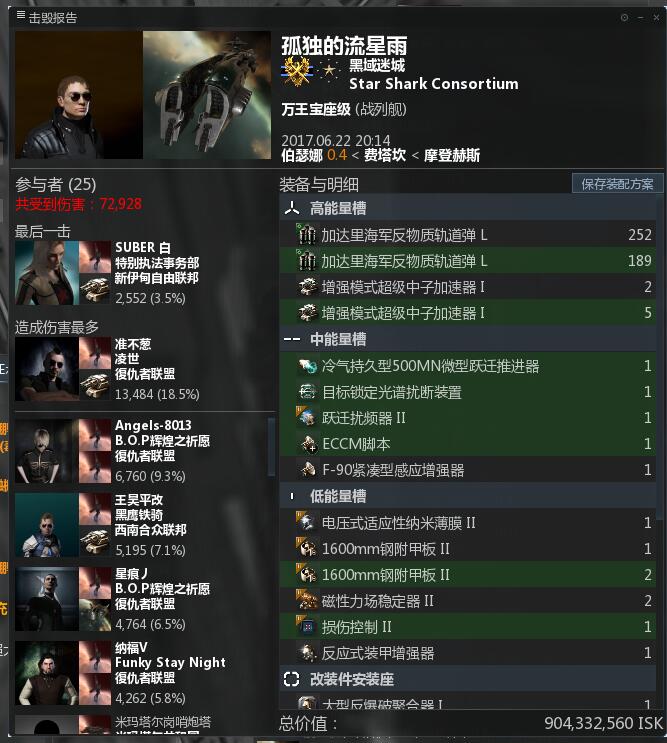 击毁报告
孤独的流星雨
黑域迷城
Star Shark Consortium
万王宝座级 (战列舰)
2017.06.22 20:14
伯瑟娜 0.4 < 费塔坎 < 摩登赫斯
参与者 (25)
共受到伤害：72,928
最后一击
SUBER 白
特别执法事务部
新伊甸自由联邦
2,552 (3.5%)
造成伤害最多
准不葱
凌世
復仇者联盟
13,484 (18.5%)
Angels-8013
B.O.P辉煌之祈愿
復仇者联盟
6,760 (9.3%)
王昊平改
黑鹰铁骑
西南合众联邦
5,195 (7.1%)
星痕丿
B.O.P辉煌之祈愿
復仇者联盟
4,764 (6.5%)
纳福V
Funky Stay Night
復仇者联盟
4,262 (5.8%)
米玛塔尔岗哨炮塔
装备与明细
保存装配方案
高能量槽
加达里海军反物质轨道弹 L 252
加达里海军反物质轨道弹 L 189
增强模式超级中子加速器 I 2
增强模式超级中子加速器 I 5
中能量槽
冷气持久型500MN微型跃迁推进器 1
目标锁定光谱扰断装置 1
跃迁扰频器 II 1
ECCM脚本 1
F-90紧凑型感应增强器 1
低能量槽
电压式适应性纳米薄膜 II 1
1600mm钢附甲板 II 1
1600mm钢附甲板 II 2
磁性力场稳定器 II 2
损伤控制 II 1
反应式装甲增强器 1
改装件安装座
大型反爆破聚合器 I 1
总价值： 904,332,560 ISK